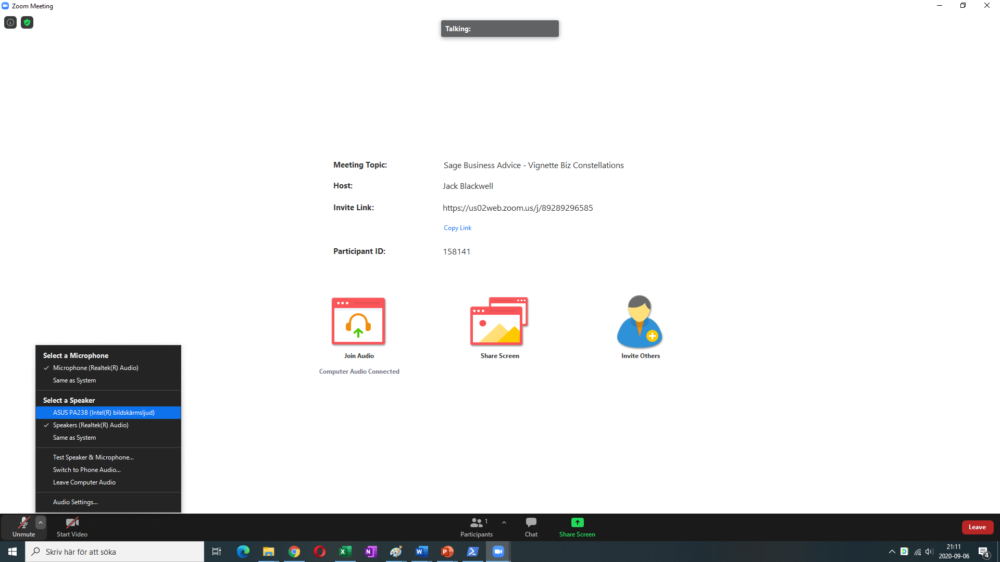 Zoom Meeting
Talking:
Meeting Topic: Sage Business Advice - Vignette Biz Constellations
Host: Jack Blackwell
Invite Link: https://us02web.zoom.us/j/89289296585
Copy Link
Participant ID: 158141
Join Audio
Computer Audio Connected
Share Screen
Invite Others
Select a Microphone
Microphone (Realtek(R) Audio)
Same as System
Select a Speaker
ASUS PA238 (Intel(R) bildskärmsljud)
Speakers (Realtek(R) Audio)
Same as System
Test Speaker & Microphone...
Switch to Phone Audio...
Leave Computer Audio
Audio Settings...
Unmute
Start Video
Participants 1
Chat
Share Screen
Leave
Skriv här för att söka
21:11
2020-09-06
4